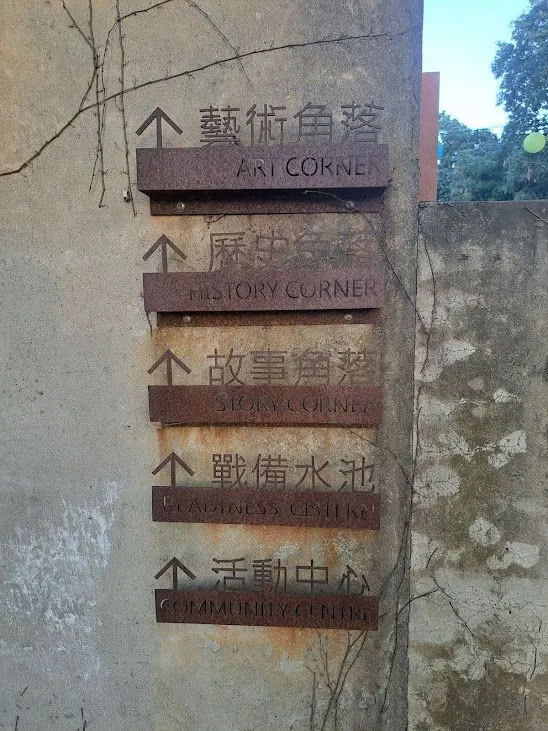 ↑ 藝術角落
ART CORNER
↑ 歷史角落
HISTORY CORNER
↑ 故事角落
STORY CORNER
↑ 戰備水池
READINESS CISTERN
↑ 活動中心
COMMUNITY CENTRE